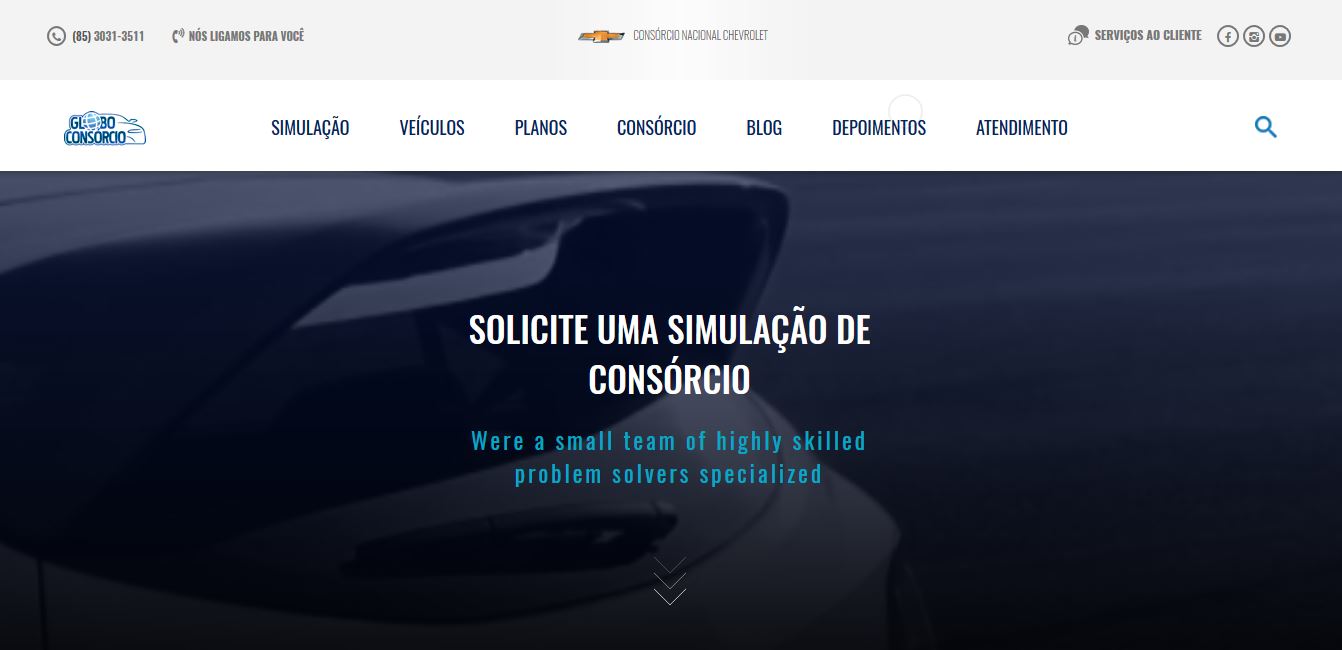 (85) 3031-3511
NÓS LIGAMOS PARA VOCÊ
CONSÓRCIO NACIONAL CHEVROLET
SERVIÇOS AO CLIENTE
GLOBO
CONSÓRCIO
SIMULAÇÃO
VEÍCULOS
PLANOS
CONSÓRCIO
BLOG
DEPOIMENTOS
ATENDIMENTO
SOLICITE UMA SIMULAÇÃO DE
CONSÓRCIO
Were a small team of highly skilled
problem solvers specialized